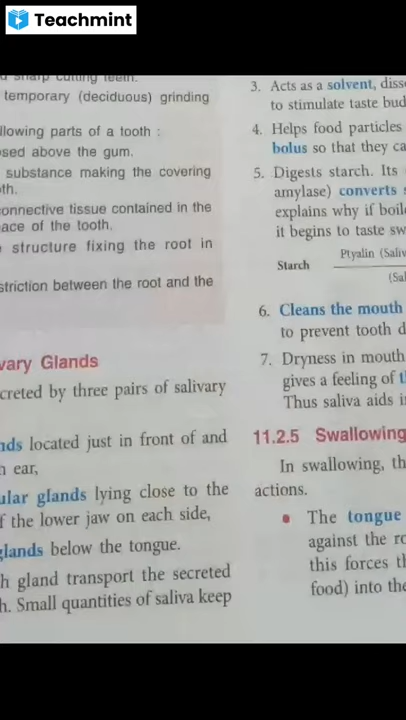 Teachmint
temporary (deciduous) grinding
llowing parts of a tooth :
sed above the gum.
substance making the covering
th.
onnective tissue contained in the
ace of the tooth.
structure fixing the root in
striction between the root and the
vary Glands
creted by three pairs of salivary
nds located just in front of and
ear,
ular glands lying close to the
f the lower jaw on each side,
glands below the tongue.
h gland transport the secreted
h. Small quantities of saliva keep
3. Acts as a solvent, disso
to stimulate taste bud
4. Helps food particles
bolus so that they ca
5. Digests starch. Its
amylase) converts s
explains why if boile
it begins to taste sw
Ptyalin (Saliv
Starch
(Sal
6. Cleans the mouth
to prevent tooth d
7. Dryness in mouth
gives a feeling of t
Thus saliva aids i
11.2.5 Swallowing
In swallowing, th
actions.
• The tongue
against the ro
this forces th
food) into the